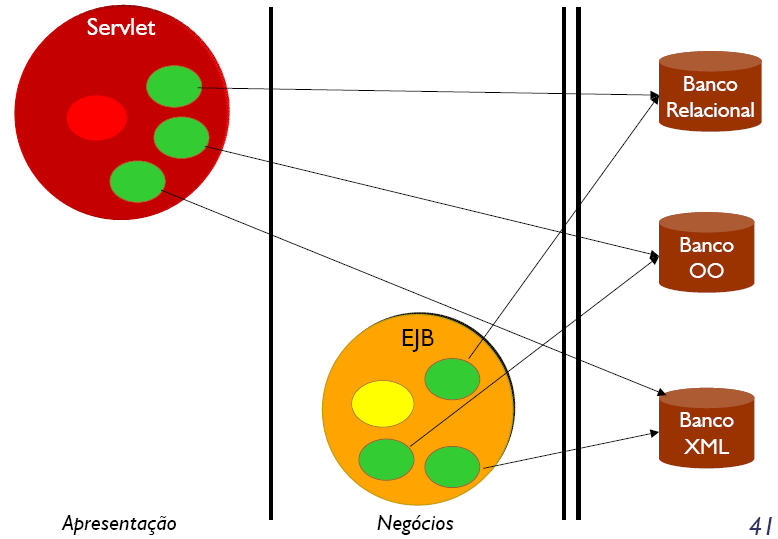 Servlet
Banco
Relacional
Banco
OO
EJB
Banco
XML
Apresentação
Negócios
41